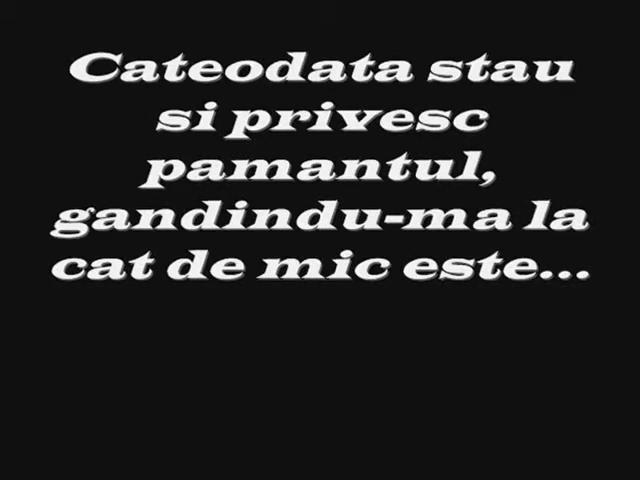 Cateodata stau
si privesc
pamantul,
gandindu-ma la
cat de mic este...